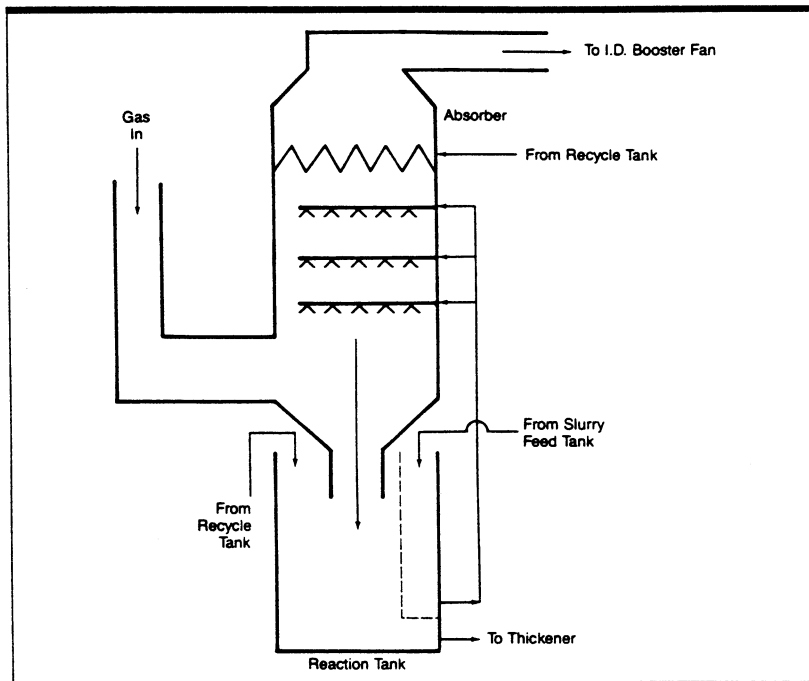 To I.D. Booster Fan
Absorber
Gas
In
From Recycle Tank
From Slurry
Feed Tank
From
Recycle
Tank
To Thickener
Reaction Tank